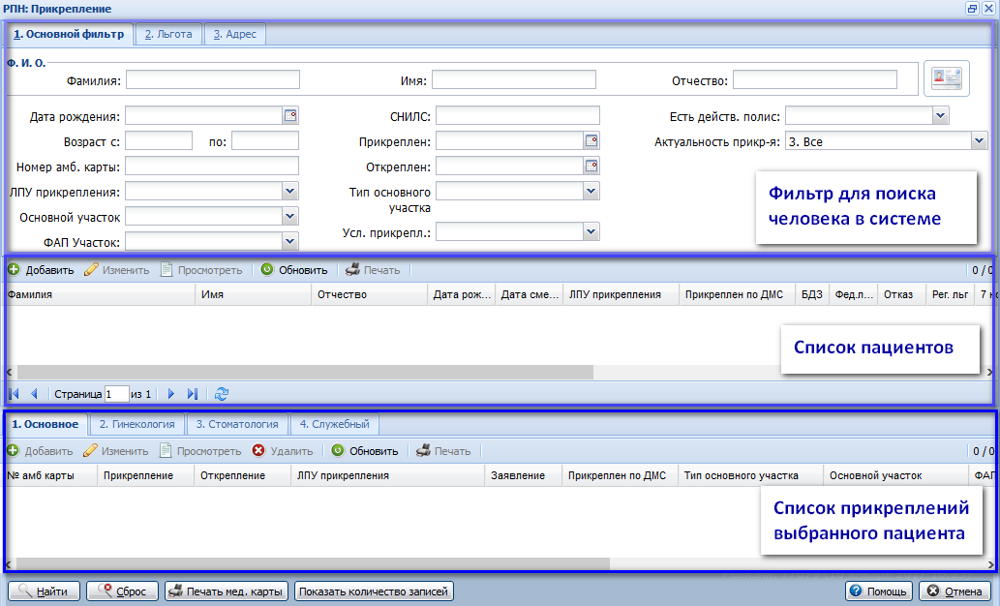 РПН: Прикрепление
1. Основной фильтр 2. Льгота 3. Адрес
Ф. И. О.
Фамилия: Имя: Отчество:
Дата рождения: СНИЛС: Есть действ. полис:
Возраст с: по: Прикреплен: Актуальность прикр-я: 3. Все
Номер амб. карты: Откреплен:
ЛПУ прикрепления: Тип основного
участка
Основной участок
Усл. прикрепл.:
ФАП Участок:
Фильтр для поиска
человека в системе
Добавить Изменить Просмотреть Обновить Печать 0 / 0
Фамилия Имя Отчество Дата рож... Дата сме... ЛПУ прикрепления Прикреплен по ДМС БДЗ Фед.л... Отказ Рег. льг 7 но
Список пациентов
Страница 1 из 1
1. Основное 2. Гинекология 3. Стоматология 4. Служебный
Добавить Изменить Просмотреть Удалить Обновить Печать 0 / 0
№ амб карты Прикрепление Открепление ЛПУ прикрепления Заявление Прикреплен по ДМС Тип основного участка Основной участок ФАП
Список прикреплений
выбранного пациента
Найти Сброс Печать мед. карты Показать количество записей Помощь Отмена